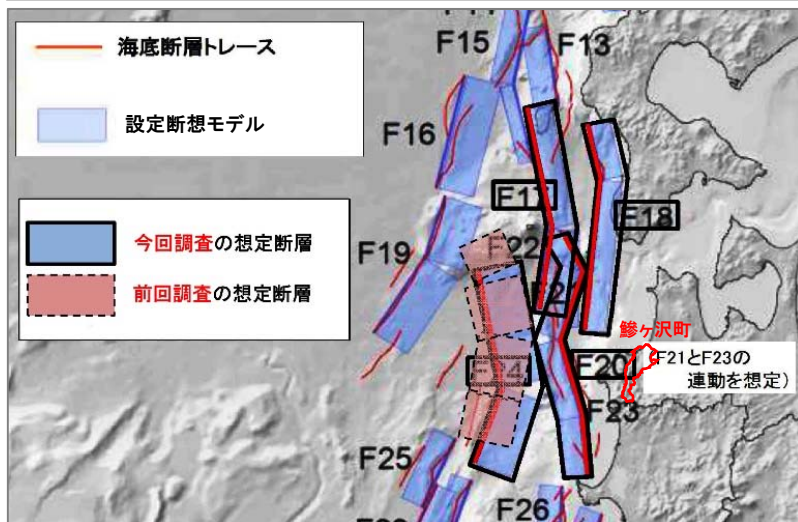 海底断層トレース
設定断想モデル
今回調査の想定断層
前回調査の想定断層
F15
F13
F16
F17
F18
F19
F22
F2
鰺ヶ沢町
F20
F21とF23の
連動を想定）
F23
F25
F26